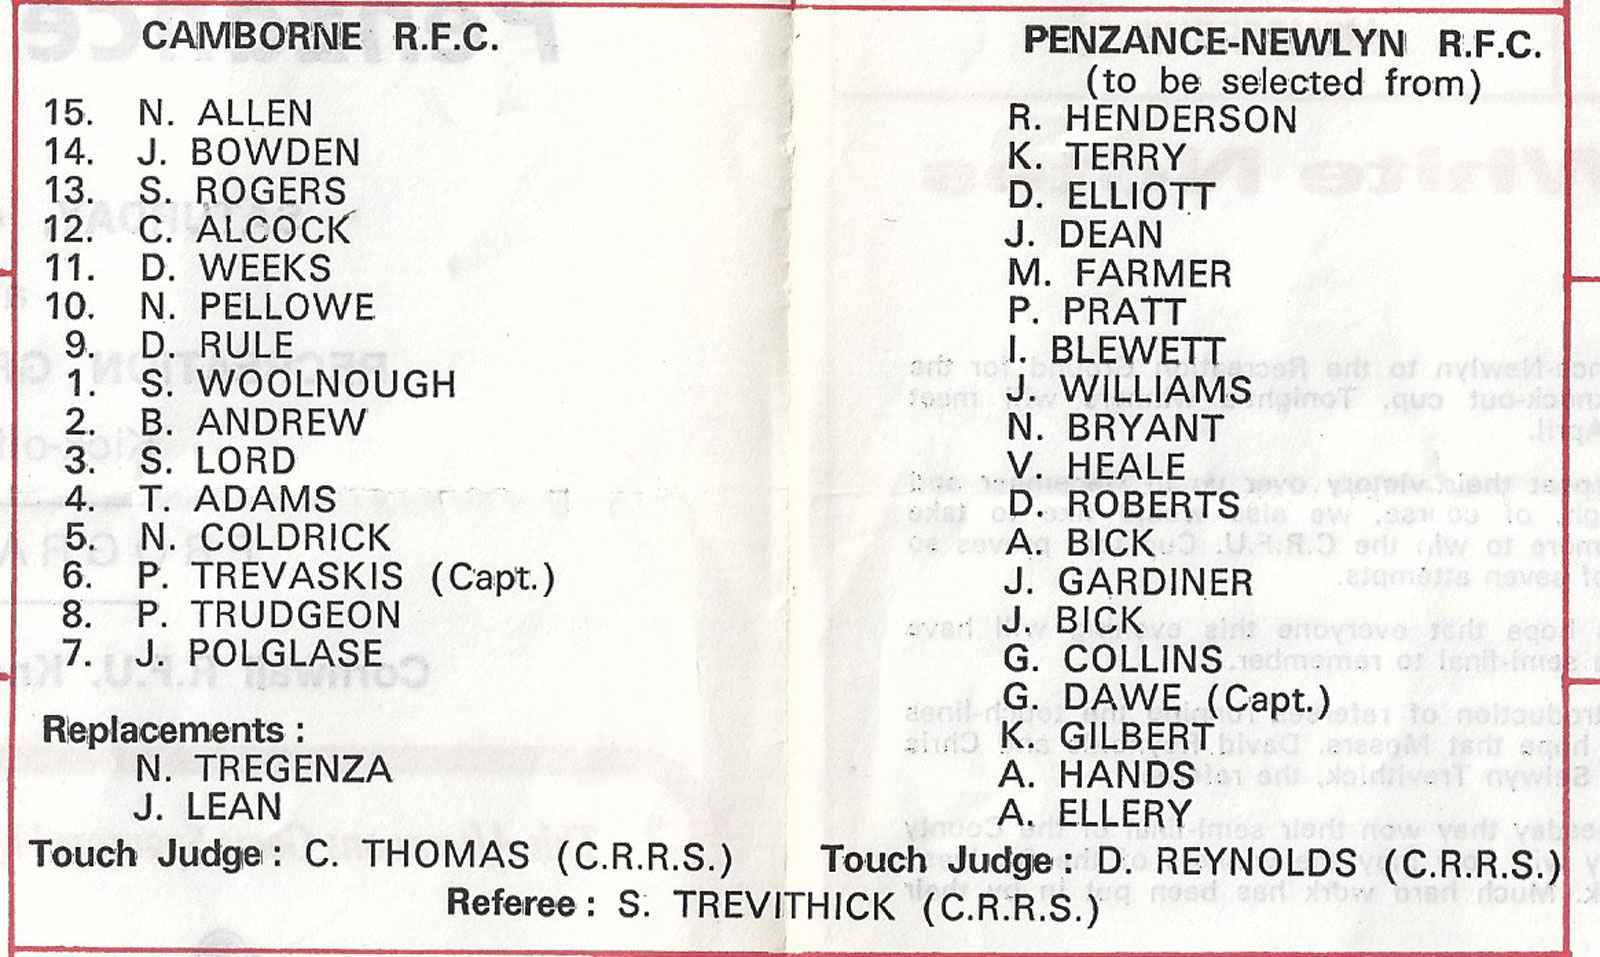 CAMBORNE R.F.C.
15. N. ALLEN
14. J. BOWDEN
13. S. ROGERS
12. C. ALCOCK
11. D. WEEKS
10. N. PELLOWE
9. D. RULE
1. S. WOOLNOUGH
2. B. ANDREW
3. S. LORD
4. T. ADAMS
5. N. COLDRICK
6. P. TREVASKIS (Capt.)
8. P. TRUDGEON
7. J. POLGLASE
Replacements :
N. TREGENZA
J. LEAN
Touch Judge : C. THOMAS (C.R.R.S.)
PENZANCE-NEWLYN R.F.C.
(to be selected from)
R. HENDERSON
K. TERRY
D. ELLIOTT
J. DEAN
M. FARMER
P. PRATT
I. BLEWETT
J. WILLIAMS
N. BRYANT
V. HEALE
D. ROBERTS
A. BICK
J. GARDINER
J. BICK
G. COLLINS
G. DAWE (Capt.)
K. GILBERT
A. HANDS
A. ELLERY
Touch Judge : D. REYNOLDS (C.R.R.S.)
Referee : S. TREVITHICK (C.R.R.S.)